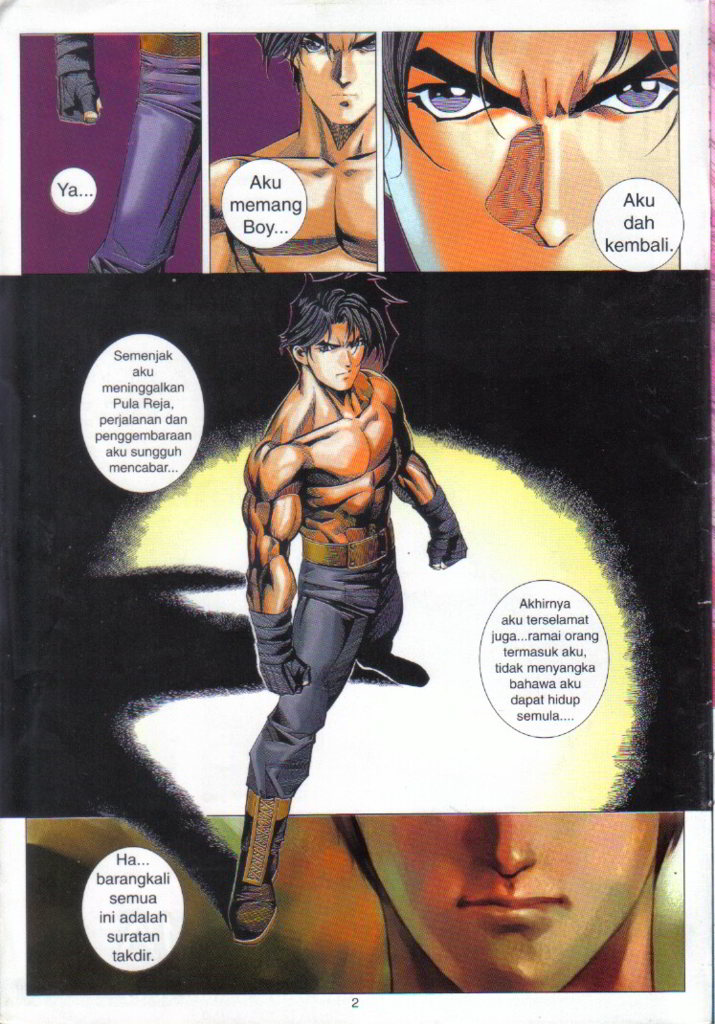 Ya...
Aku
memang
Boy...
Aku
dah
kembali.
Semenjak
aku
meninggalkan
Pula Reja,
perjalanan dan
penggembaraan
aku sungguh
mencabar...
Akhirnya
aku terselamat
juga...ramai orang
termasuk aku,
tidak menyangka
bahawa aku
dapat hidup
semula....
Ha...
barangkali
semua
ini adalah
suratan
takdir.
2